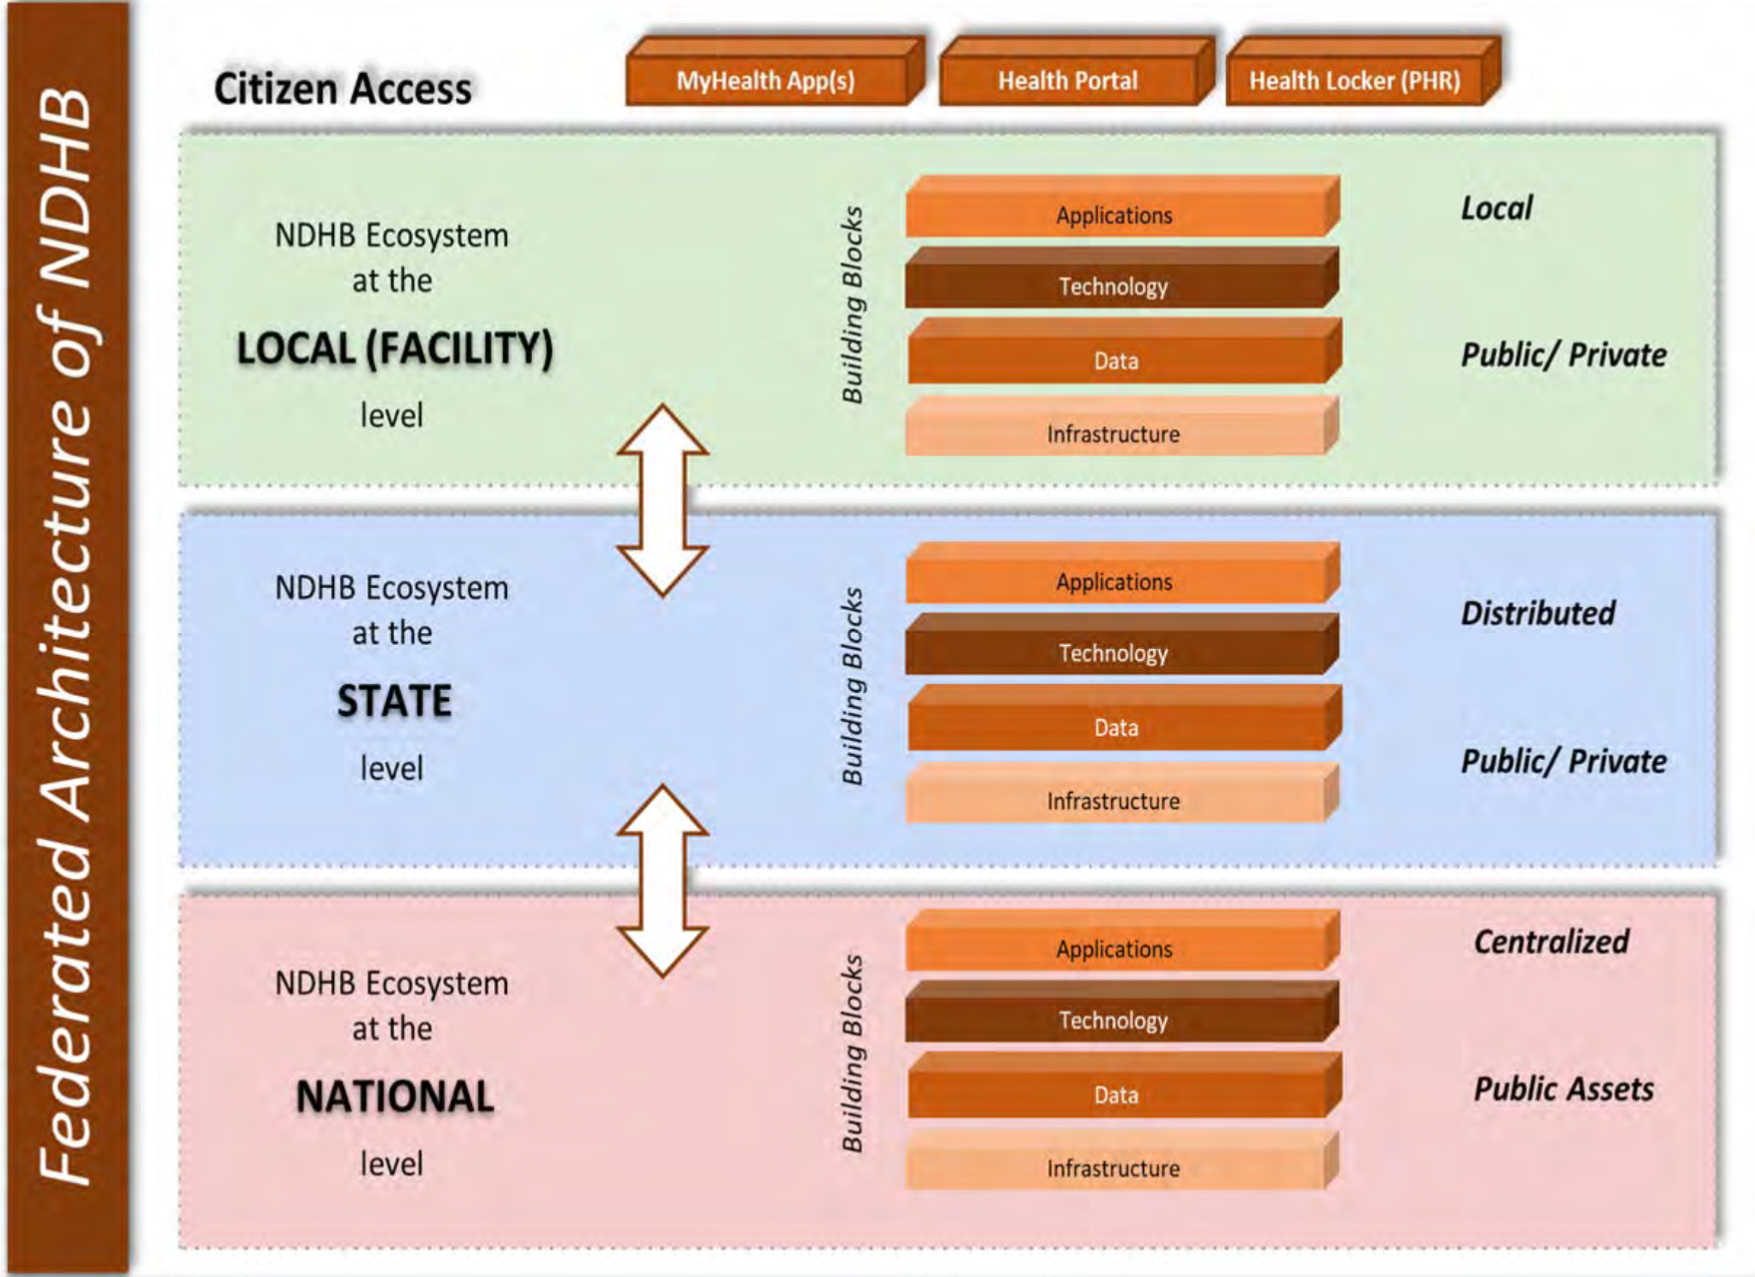 Federated Architecture of NDHB
Citizen Access
MyHealth App(s)
Health Portal
Health Locker (PHR)
NDHB Ecosystem
at the
LOCAL (FACILITY)
level
Building Blocks
Applications
Technology
Data
Infrastructure
Local
Public/ Private
NDHB Ecosystem
at the
STATE
level
Building Blocks
Applications
Technology
Data
Infrastructure
Distributed
Public/ Private
NDHB Ecosystem
at the
NATIONAL
level
Building Blocks
Applications
Technology
Data
Infrastructure
Centralized
Public Assets